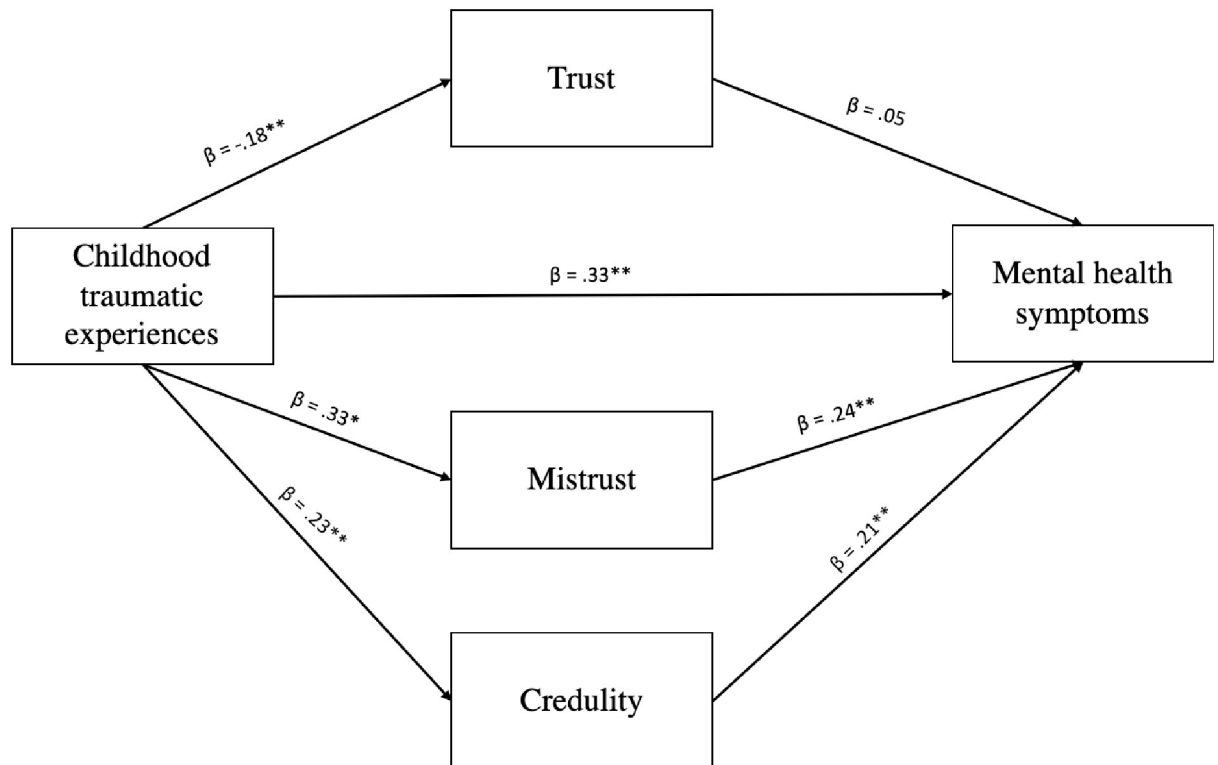 Trust
β = -.18**
β = .05
Childhood
traumatic
experiences
β = .33**
Mental health
symptoms
β = .33*
Mistrust
β = .24**
β = .23**
β = .21**
Credulity